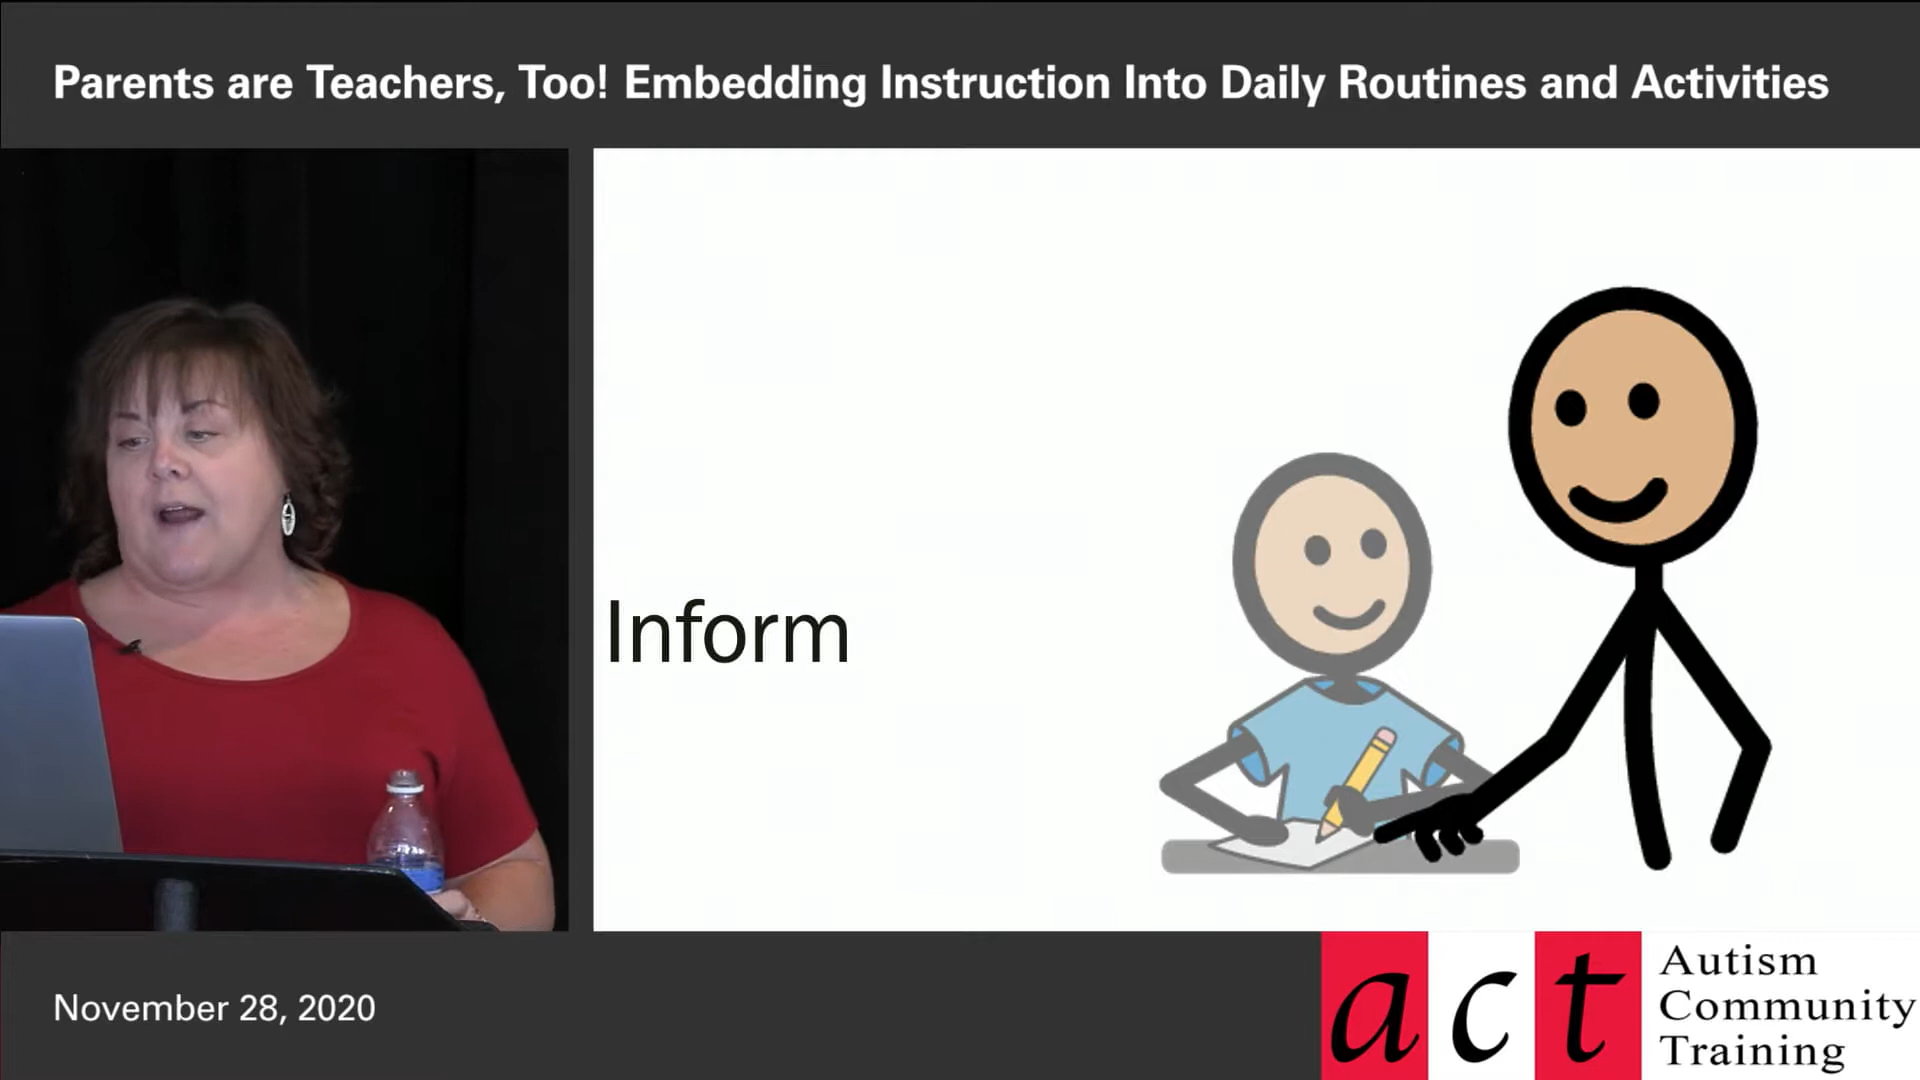 Parents are Teachers, Too! Embedding Instruction Into Daily Routines and Activities
Inform
November 28, 2020
act
Autism
Community
Training